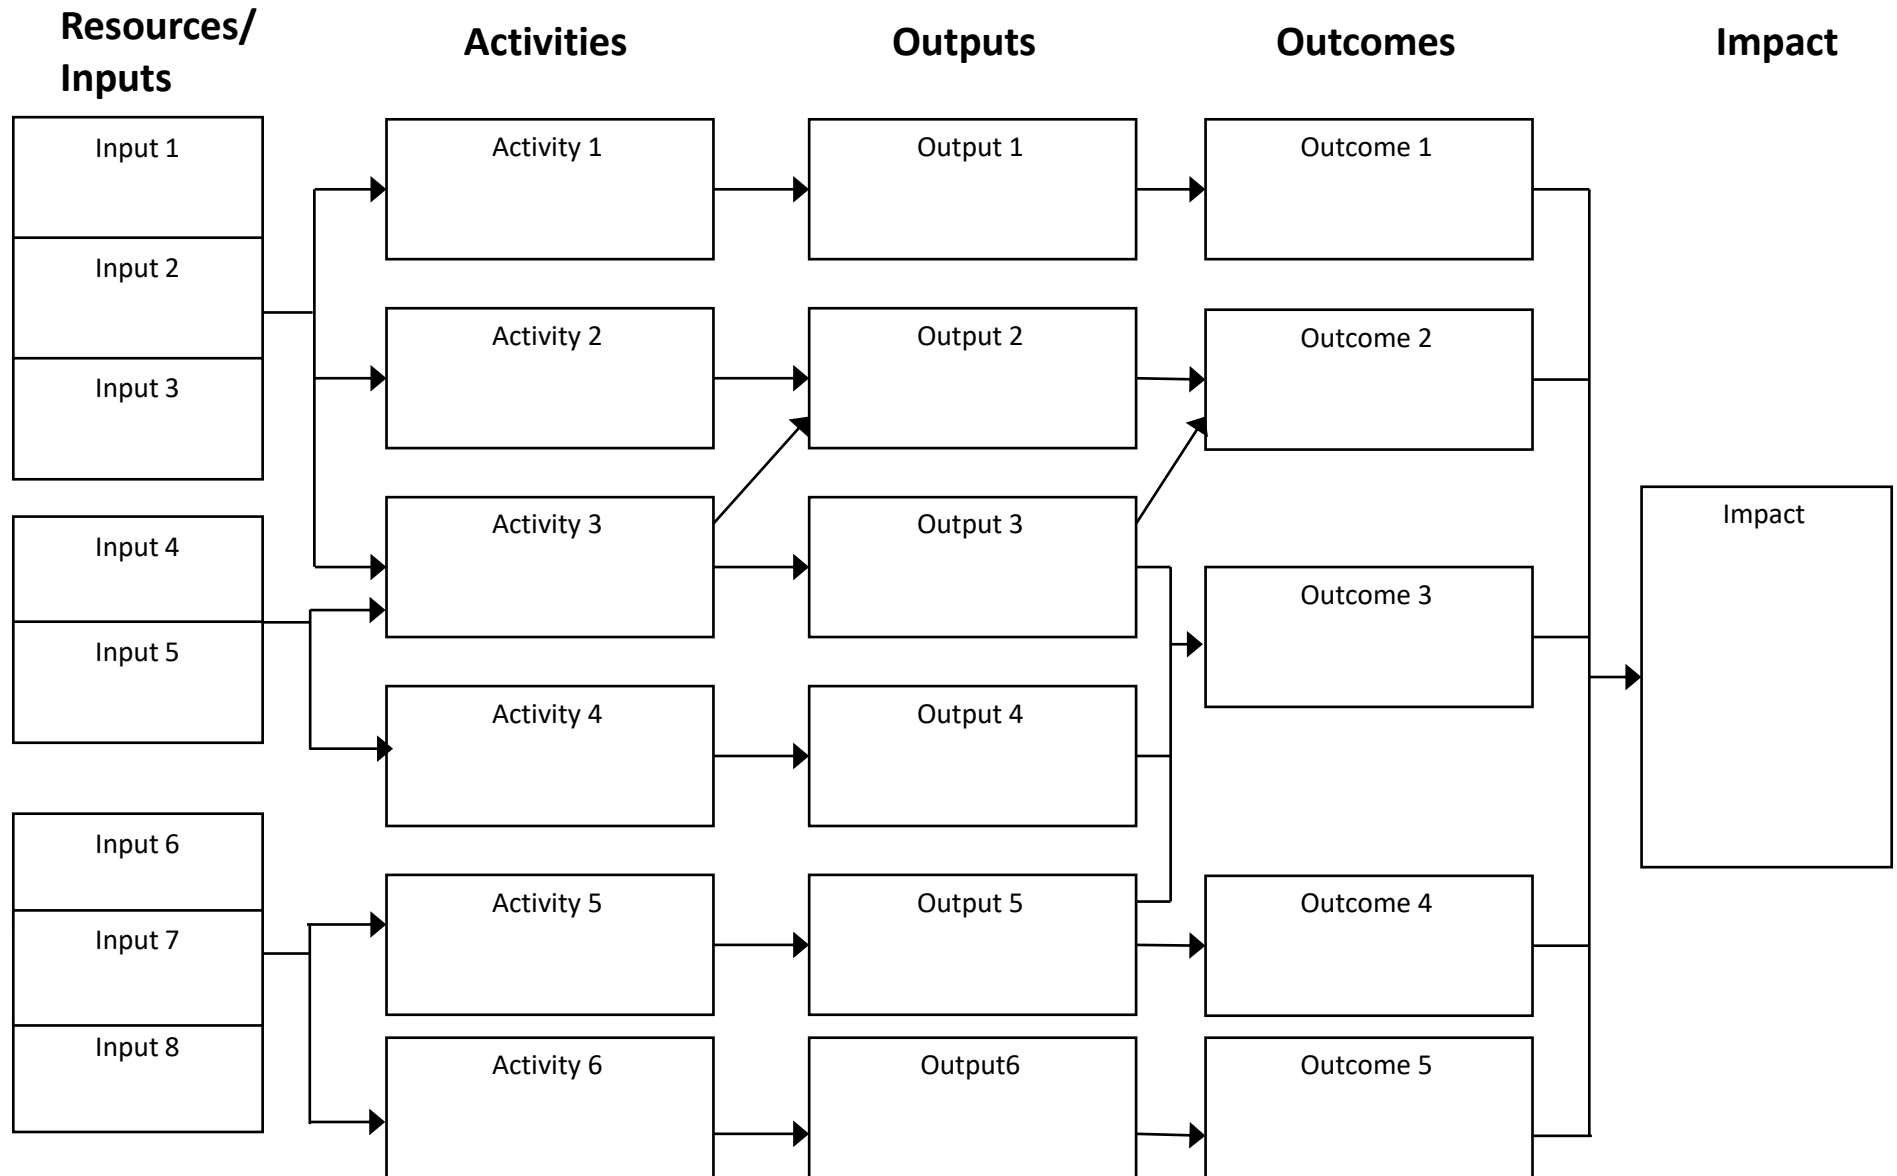 Resources/
Inputs
Activities
Outputs
Outcomes
Impact
Input 1
Input 2
Input 3
Input 4
Input 5
Input 6
Input 7
Input 8
Activity 1
Activity 2
Activity 3
Activity 4
Activity 5
Activity 6
Output 1
Output 2
Output 3
Output 4
Output 5
Output6
Outcome 1
Outcome 2
Outcome 3
Outcome 4
Outcome 5
Impact